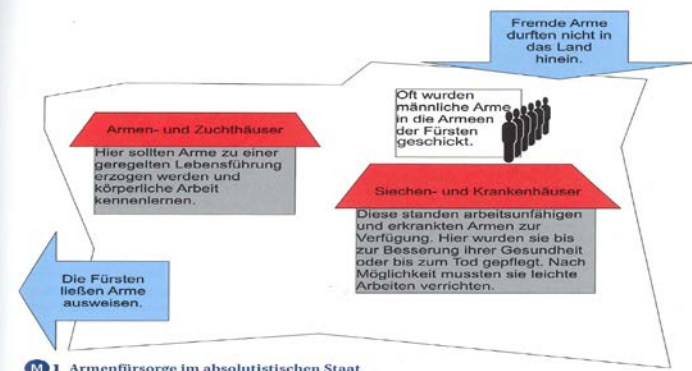 Fremde Arme
durften nicht in
das Land
hinein.
Oft wurden
männliche Arme
in die Armeen
der Fürsten
geschickt.
Armen- und Zuchthäuser
Hier sollten Arme zu einer
geregelten Lebensführung
erzogen werden und
körperliche Arbeit
kennenlernen.
Siechen- und Krankenhäuser
Diese standen arbeitsunfähigen
und erkrankten Armen zur
Verfügung. Hier wurden sie bis
zur Besserung ihrer Gesundheit
oder bis zum Tod gepflegt. Nach
Möglichkeit mussten sie leichte
Arbeiten verrichten.
Die Fürsten
ließen Arme
ausweisen.
M 1 Armenfürsorge im absolutistischen Staat